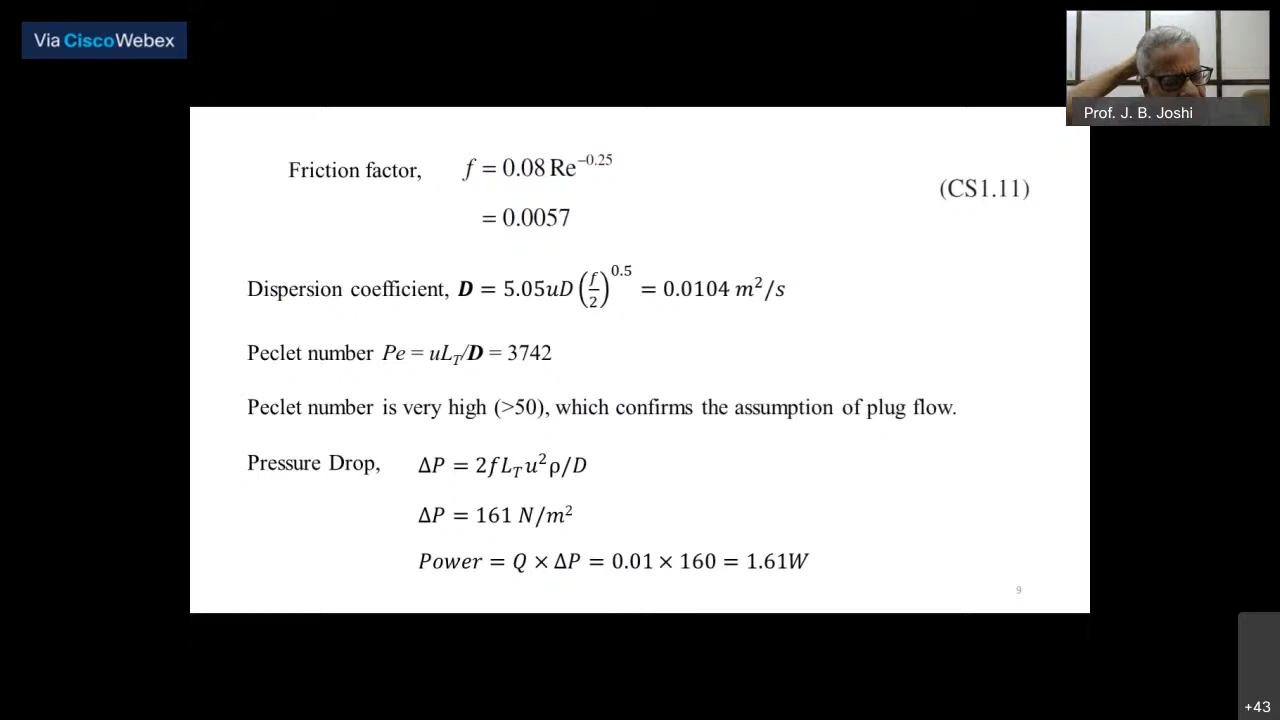 Via Cisco Webex
Prof. J. B. Joshi
Friction factor, f = 0.08 Re^−0.25
(CS1.11)
= 0.0057
Dispersion coefficient, D = 5.05uD (f/2)^0.5 = 0.0104 m²/s
Peclet number Pe = uL_T/D = 3742
Peclet number is very high (>50), which confirms the assumption of plug flow.
Pressure Drop, ΔP = 2fL_T u²ρ/D
ΔP = 161 N/m²
Power = Q × ΔP = 0.01 × 160 = 1.61W
9
+43